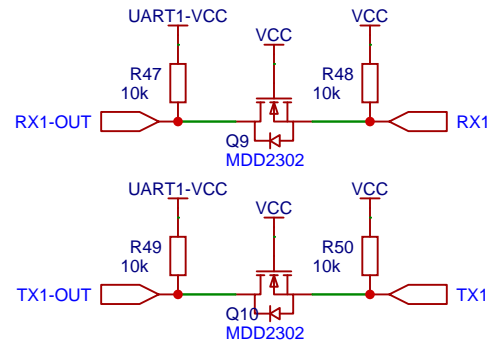 UART1-VCC
VCC
VCC
R47
10k
R48
10k
RX1-OUT
RX1
Q9
MDD2302
UART1-VCC
VCC
VCC
R49
10k
R50
10k
TX1-OUT
TX1
Q10
MDD2302